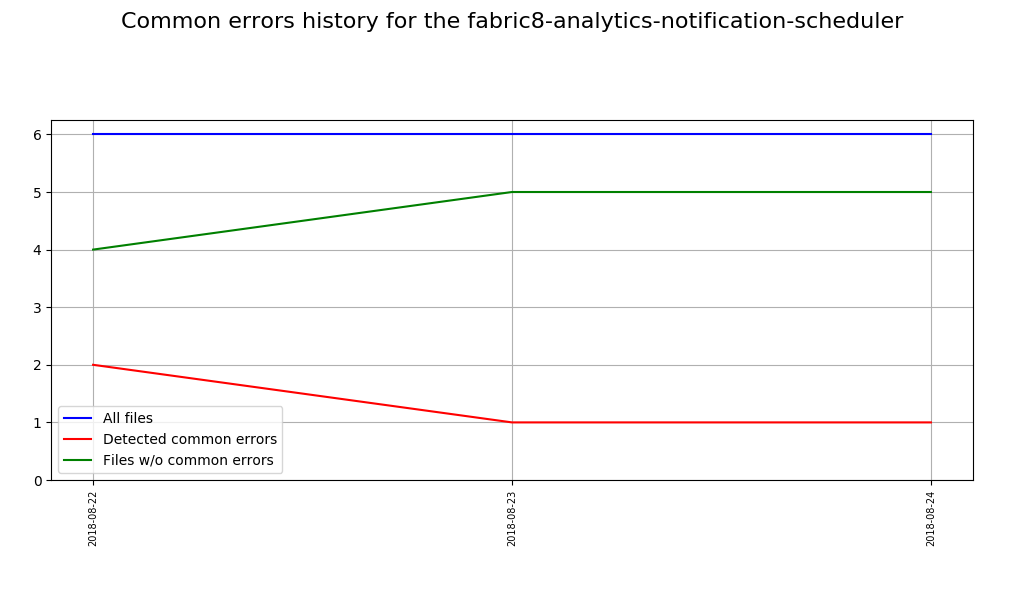 Common errors history for the fabric8-analytics-notification-scheduler
6
5
4
3
2
1
0
All files
Detected common errors
Files w/o common errors
2018-08-22
2018-08-23
2018-08-24